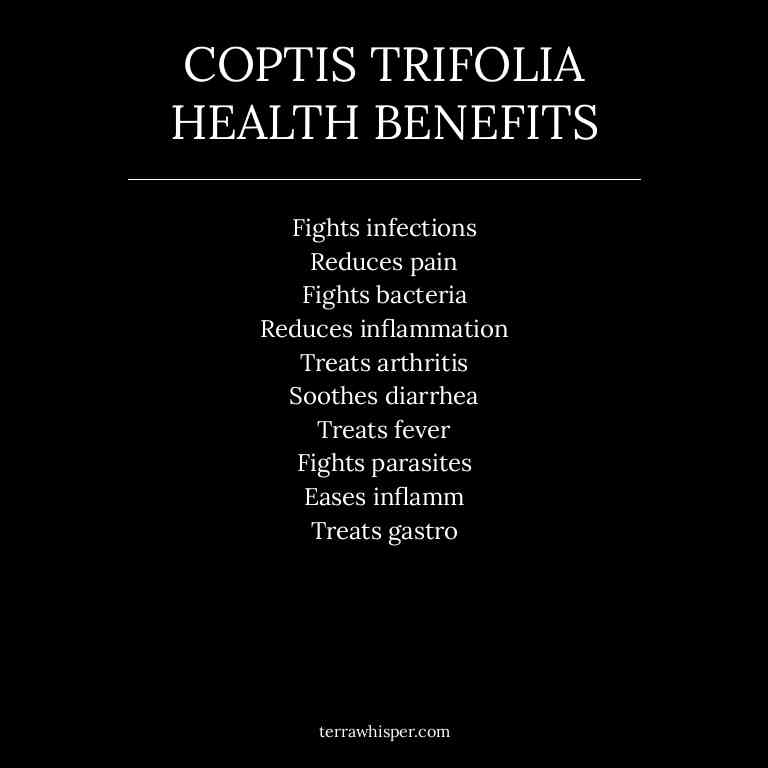 COPTIS TRIFOLIA
HEALTH BENEFITS
Fights infections
Reduces pain
Fights bacteria
Reduces inflammation
Treats arthritis
Soothes diarrhea
Treats fever
Fights parasites
Eases inflamm
Treats gastro
terrawhisper.com